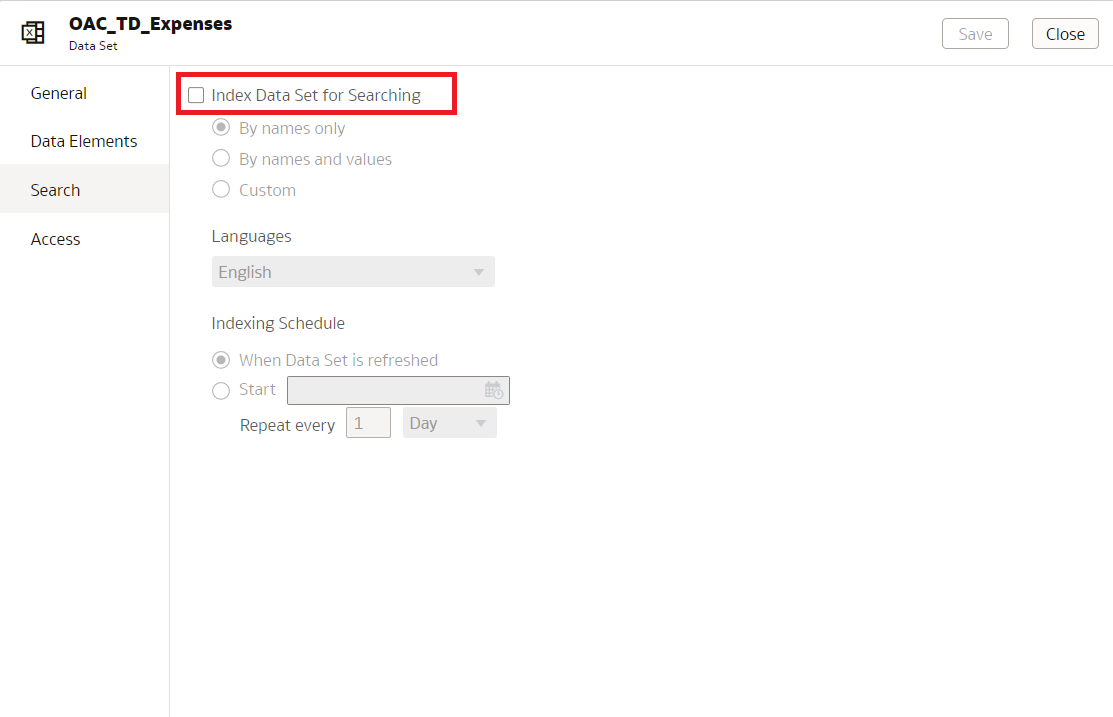 OAC_TD_Expenses
Data Set
Save
Close
General
Data Elements
Search
Access
Index Data Set for Searching
By names only
By names and values
Custom
Languages
English
Indexing Schedule
When Data Set is refreshed
Start
Repeat every 1 Day